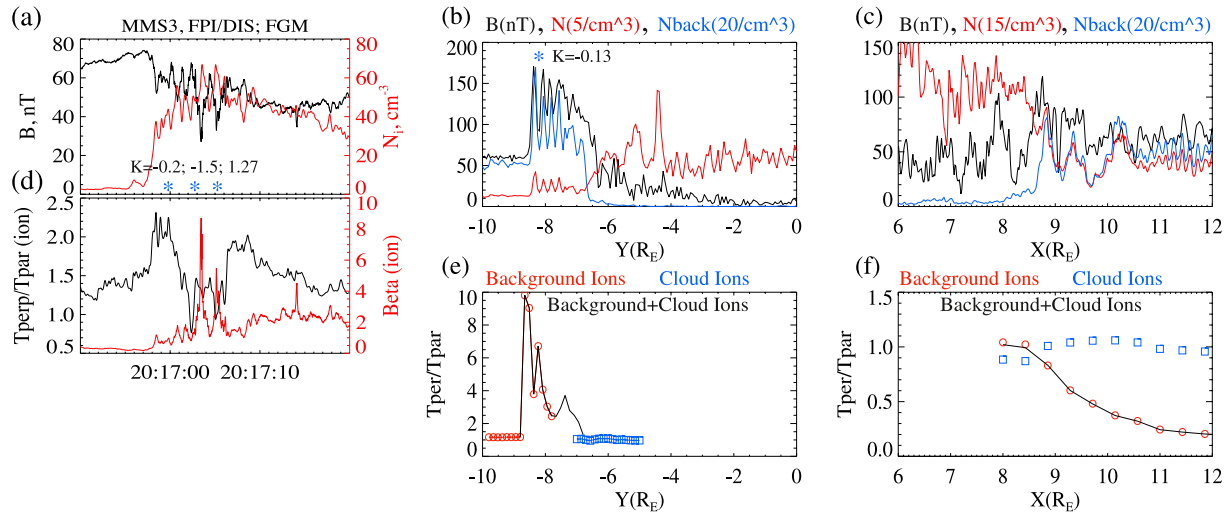 (a)
MMS3, FPI/DIS; FGM
80
60
40
20
0
B, nT
80
60
40
20
0
N_i, cm^-3
K=-0.2; -1.5; 1.27
* * *
(d)
2.5
2.0
1.5
1.0
0.5
Tperp/Tpar (ion)
10
8
6
4
2
0
Beta (ion)
20:17:00 20:17:10
(b)
B(nT), N(5/cm^3), Nback(20/cm^3)
200
150
100
50
0
* K=-0.13
-10 -8 -6 -4 -2 0
Y(R_E)
(c)
B(nT), N(15/cm^3), Nback(20/cm^3)
150
100
50
0
6 7 8 9 10 11 12
X(R_E)
(e)
Background Ions Cloud Ions
Background+Cloud Ions
10
8
6
4
2
0
Tper/Tpar
-10 -8 -6 -4 -2 0
Y(R_E)
(f)
Background Ions Cloud Ions
Background+Cloud Ions
1.5
1.0
0.5
0.0
Tper/Tpar
6 7 8 9 10 11 12
X(R_E)